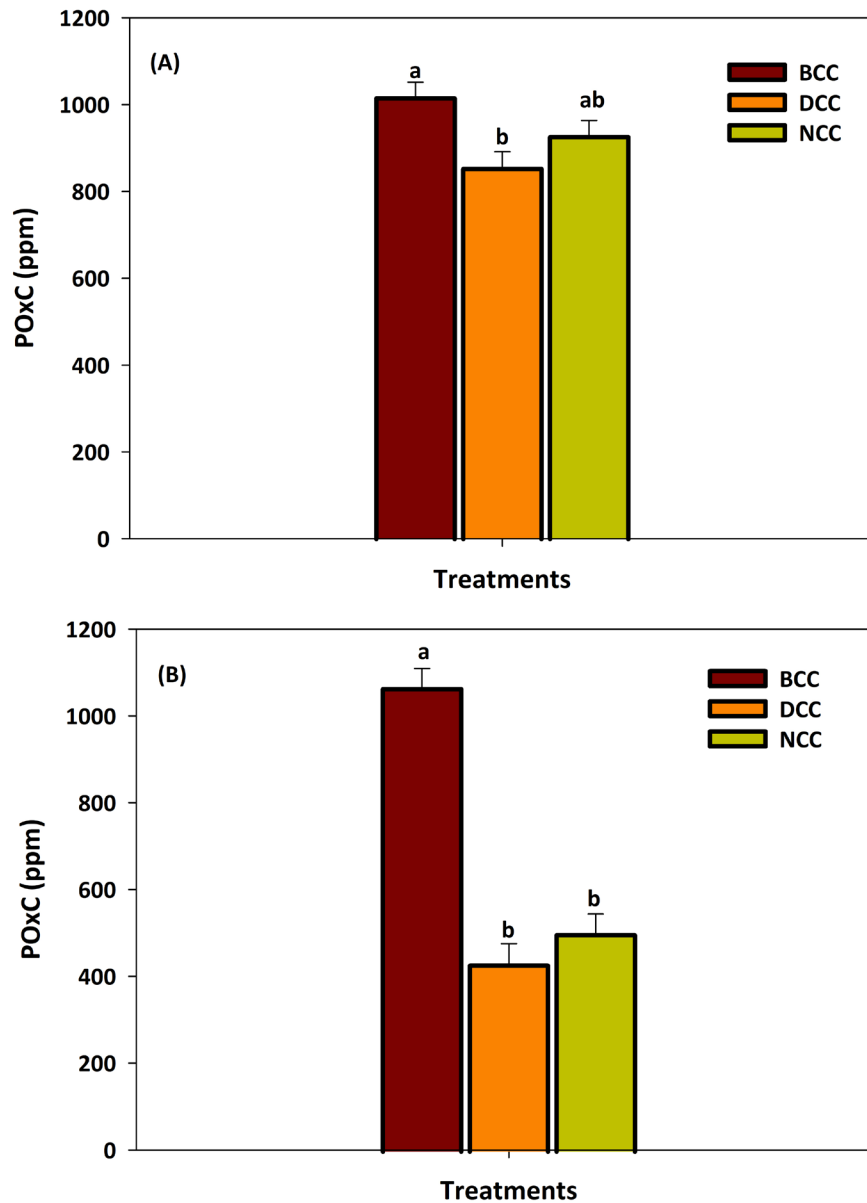 1200
(A)
a
BCC
1000
ab
DCC
b
NCC
800
POxC (ppm)
600
400
200
0
Treatments
1200
a
(B)
BCC
DCC
1000
NCC
800
POxC (ppm)
600
b
b
400
200
0
Treatments